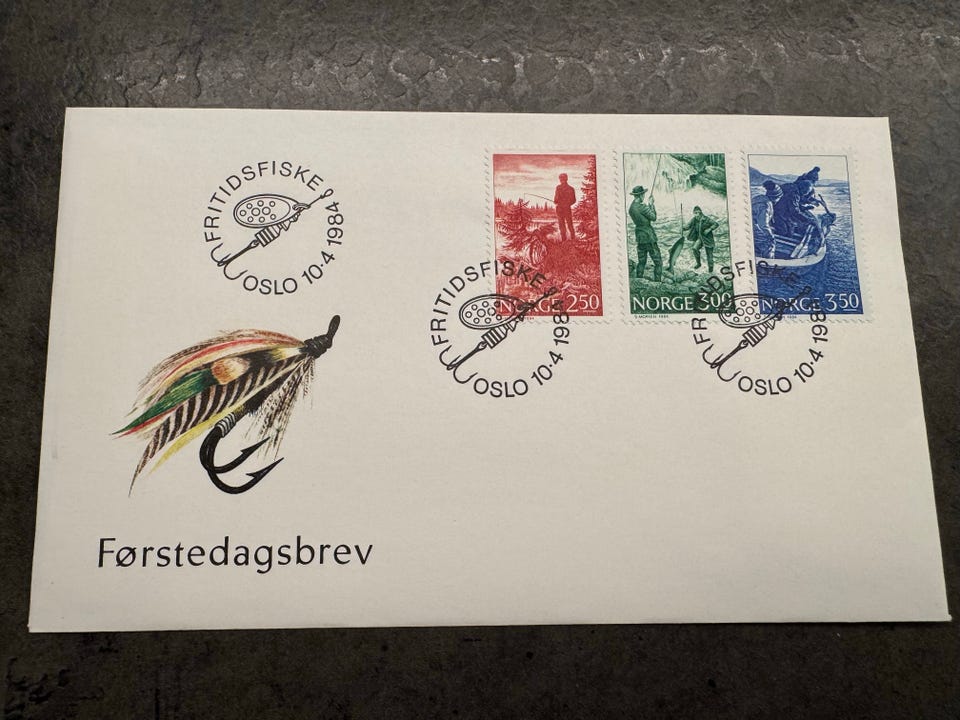 FRITIDSFISKE
OSLO 10.4 1984
NORGE 250
NORGE 300
NORGE 350
FRITIDSFISKE
OSLO 10.4 1984
FRITIDSFISKE
OSLO 10.4 1984
Førstedagsbrev